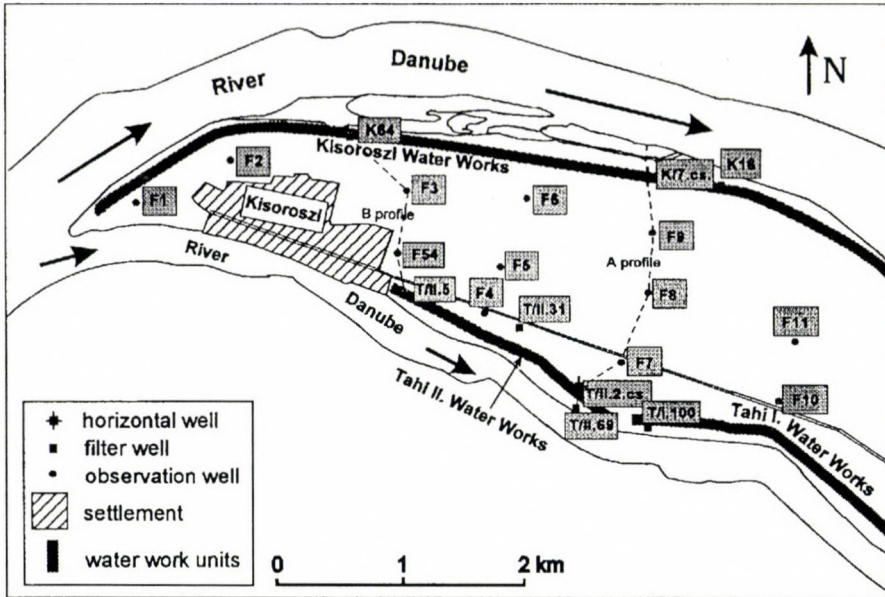 Danube
River
N
K64
Kisoroszi Water Works
K18
K/7.cs.
F2
F1
F3
F6
Kisoroszi
B profile
F9
A profile
River
F54
F5
F8
T/II.5
F4
T/II.31
Danube
F11
F7
Tahi II. Water Works
T/II.2.cs.
F10
T/I.100
T/II.69
Tahi I. Water Works
horizontal well
filter well
observation well
settlement
water work units
0 1 2 km